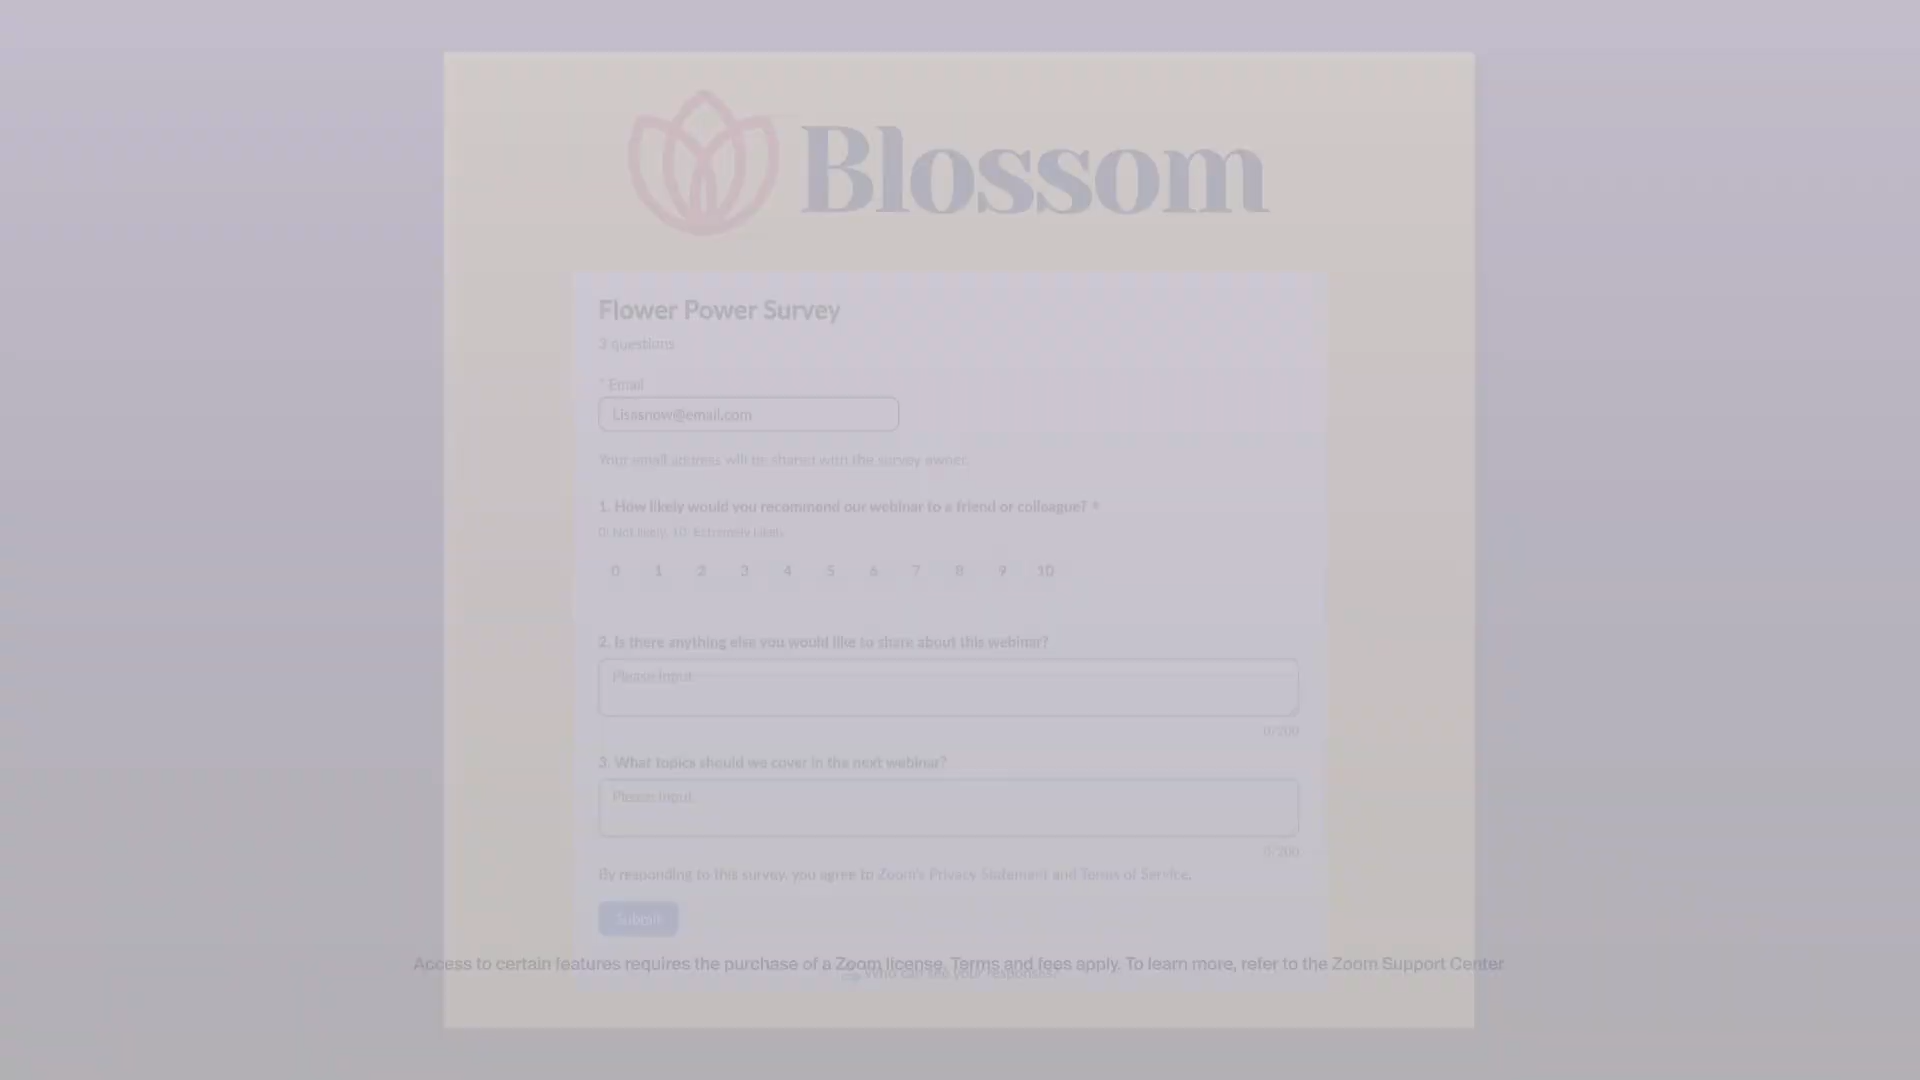 Blossom
Flower Power Survey
3 questions
* Email
Lisasnow@email.com
Your email address will be shared with the survey owner.
1. How likely would you recommend our webinar to a friend or colleague? *
0: Not likely, 10: Extremely Likely
0 1 2 3 4 5 6 7 8 9 10
2. Is there anything else you would like to share about this webinar?
Please input
0/200
3. What topics should we cover in the next webinar?
Please input
0/200
By responding to this survey, you agree to Zoom's Privacy Statement and Terms of Service.
Submit
Access to certain features requires the purchase of a Zoom license. Terms and fees apply. To learn more, refer to the Zoom Support Center
Who can see your responses?